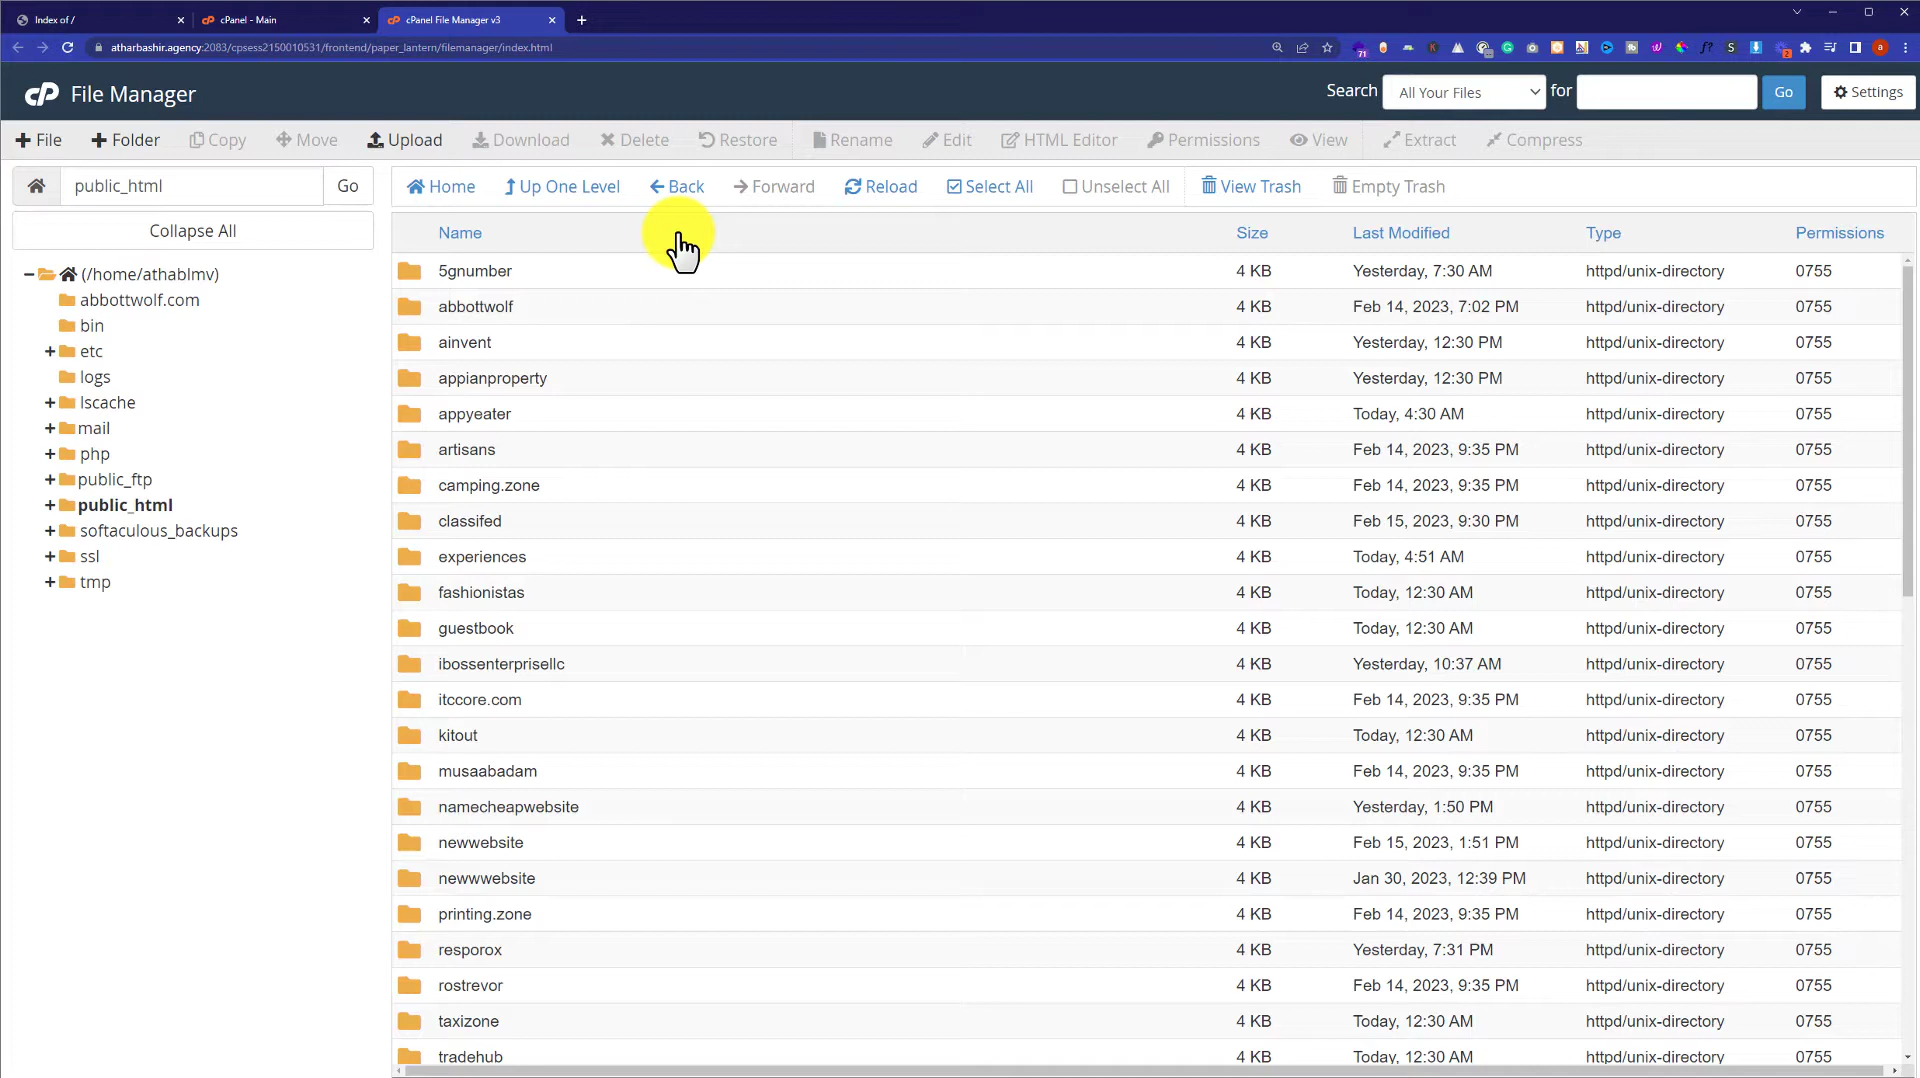 Index of /
cPanel - Main
cPanel File Manager v3
atharbashir.agency:2083/cpsess2150010531/frontend/paper_lantern/filemanager/index.html
71
2
a
cP File Manager
Search All Your Files for Go Settings
File Folder Copy Move Upload Download Delete Restore Rename Edit HTML Editor Permissions View Extract Compress
public_html Go
Home Up One Level Back Forward Reload Select All Unselect All View Trash Empty Trash
Collapse All
(/home/athablmv)
abbottwolf.com
bin
etc
logs
lscache
mail
php
public_ftp
public_html
softaculous_backups
ssl
tmp
Name Size Last Modified Type Permissions
5gnumber 4 KB Yesterday, 7:30 AM httpd/unix-directory 0755
abbottwolf 4 KB Feb 14, 2023, 7:02 PM httpd/unix-directory 0755
ainvent 4 KB Yesterday, 12:30 PM httpd/unix-directory 0755
appianproperty 4 KB Yesterday, 12:30 PM httpd/unix-directory 0755
appyeater 4 KB Today, 4:30 AM httpd/unix-directory 0755
artisans 4 KB Feb 14, 2023, 9:35 PM httpd/unix-directory 0755
camping.zone 4 KB Feb 14, 2023, 9:35 PM httpd/unix-directory 0755
classifed 4 KB Feb 15, 2023, 9:30 PM httpd/unix-directory 0755
experiences 4 KB Today, 4:51 AM httpd/unix-directory 0755
fashionistas 4 KB Today, 12:30 AM httpd/unix-directory 0755
guestbook 4 KB Today, 12:30 AM httpd/unix-directory 0755
ibossenterprisellc 4 KB Yesterday, 10:37 AM httpd/unix-directory 0755
itccore.com 4 KB Feb 14, 2023, 9:35 PM httpd/unix-directory 0755
kitout 4 KB Today, 12:30 AM httpd/unix-directory 0755
musaabadam 4 KB Feb 14, 2023, 9:35 PM httpd/unix-directory 0755
namecheapwebsite 4 KB Yesterday, 1:50 PM httpd/unix-directory 0755
newwebsite 4 KB Feb 15, 2023, 1:51 PM httpd/unix-directory 0755
newwwebsite 4 KB Jan 30, 2023, 12:39 PM httpd/unix-directory 0755
printing.zone 4 KB Feb 14, 2023, 9:35 PM httpd/unix-directory 0755
resporox 4 KB Yesterday, 7:31 PM httpd/unix-directory 0755
rostrevor 4 KB Feb 14, 2023, 9:35 PM httpd/unix-directory 0755
taxizone 4 KB Today, 12:30 AM httpd/unix-directory 0755
tradehub 4 KB Today, 12:30 AM httpd/unix-directory 0755